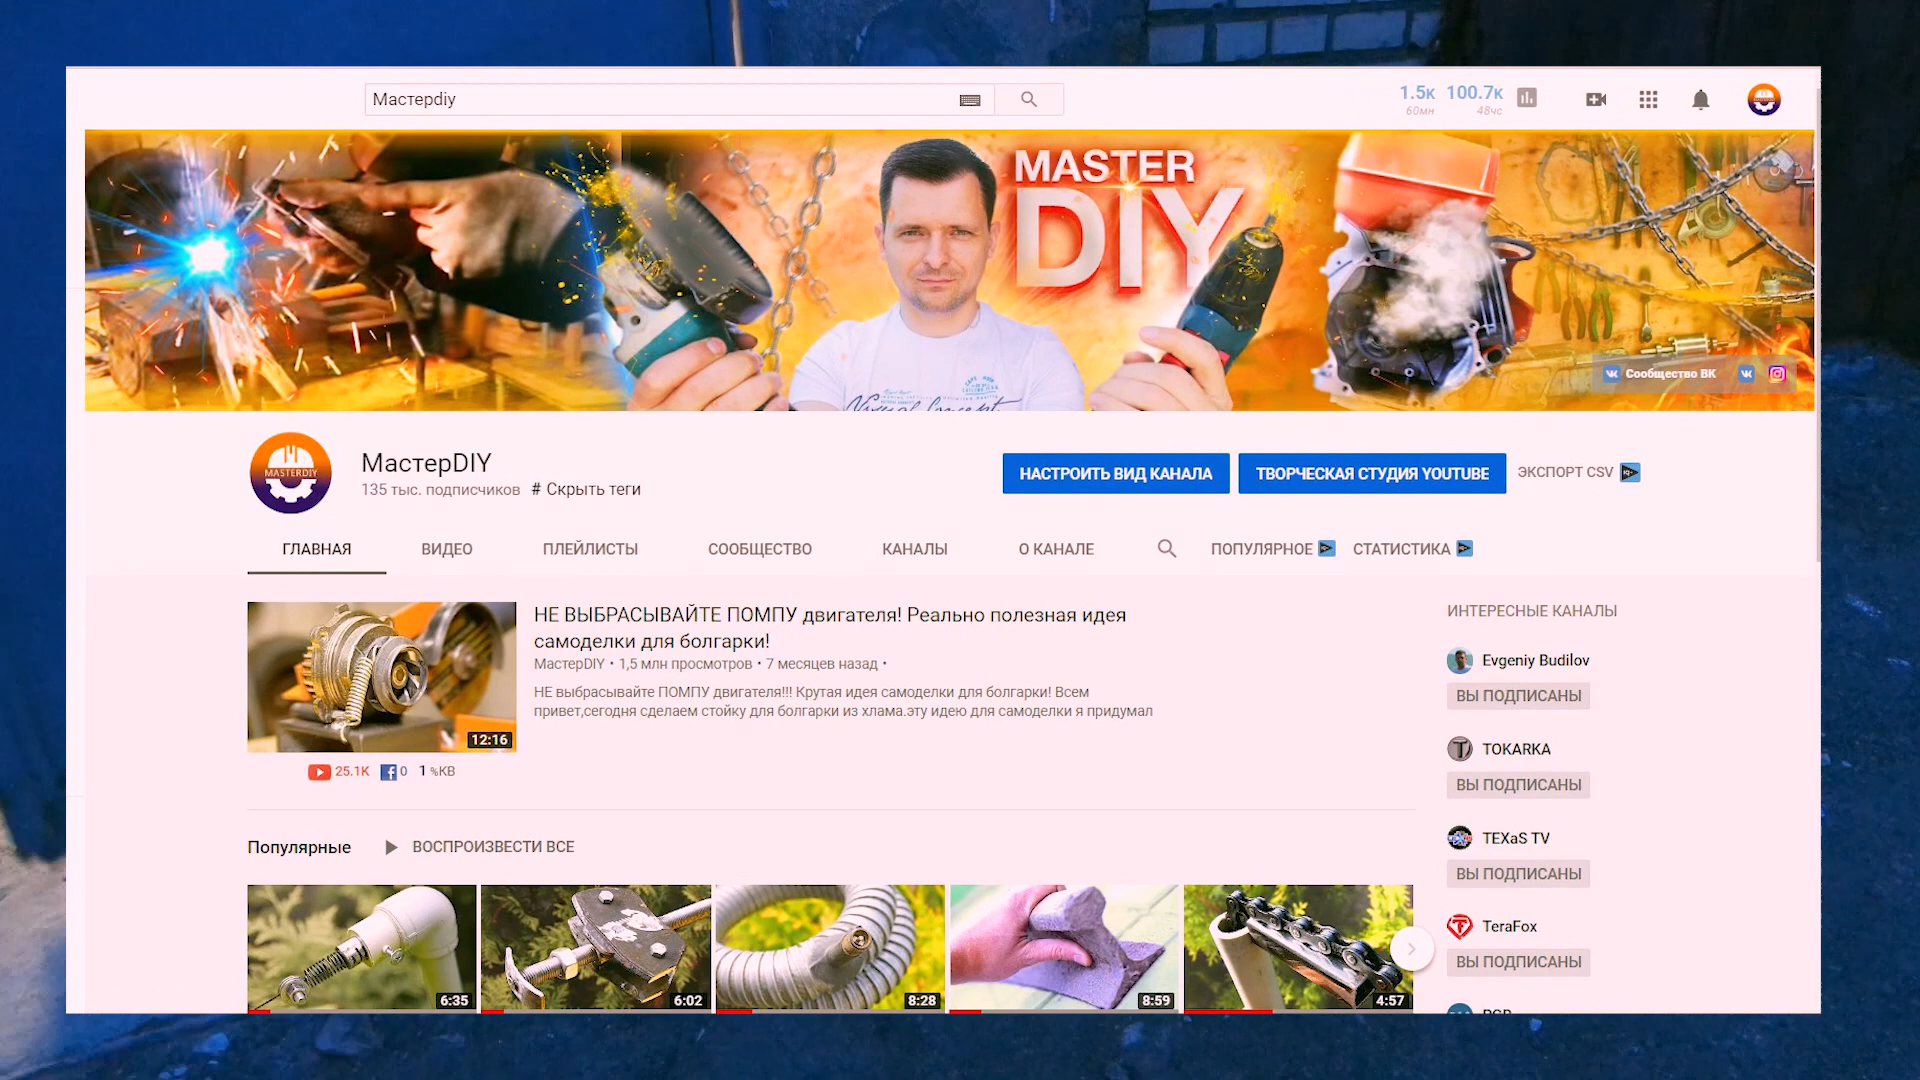 Мастерdiy
1.5к 100.7к
60мн 48чс
MASTER
DIY
Сообщество ВК
MASTERDIY
МастерDIY
135 тыс. подписчиков # Скрыть теги
НАСТРОИТЬ ВИД КАНАЛА
ТВОРЧЕСКАЯ СТУДИЯ YOUTUBE
ЭКСПОРТ CSV
ГЛАВНАЯ ВИДЕО ПЛЕЙЛИСТЫ СООБЩЕСТВО КАНАЛЫ О КАНАЛЕ ПОПУЛЯРНОЕ СТАТИСТИКА
НЕ ВЫБРАСЫВАЙТЕ ПОМПУ двигателя! Реально полезная идея
самоделки для болгарки!
МастерDIY • 1,5 млн просмотров • 7 месяцев назад •
НЕ выбрасывайте ПОМПУ двигателя!!! Крутая идея самоделки для болгарки! Всем
привет,сегодня сделаем стойку для болгарки из хлама.эту идею для самоделки я придумал
12:16
25.1K 0 1 %КВ
Популярные ВОСПРОИЗВЕСТИ ВСЕ
6:35 6:02 8:28 8:59 4:57
ИНТЕРЕСНЫЕ КАНАЛЫ
Evgeniy Budilov
ВЫ ПОДПИСАНЫ
TOKARKA
ВЫ ПОДПИСАНЫ
TEXaS TV
ВЫ ПОДПИСАНЫ
TeraFox
ВЫ ПОДПИСАНЫ